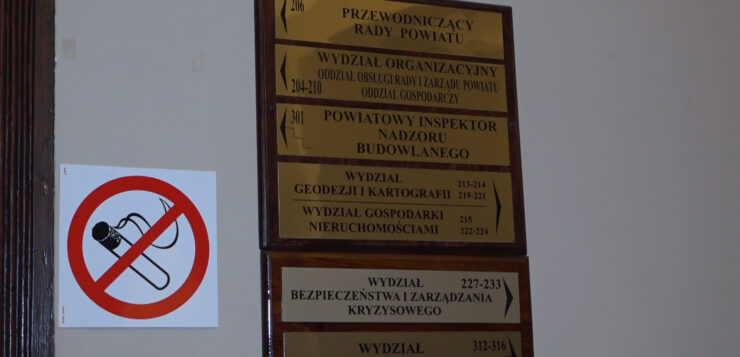 206
PRZEWODNICZĄCY
RADY POWIATU
WYDZIAŁ ORGANIZACYJNY
ODDZIAŁ OBSŁUGI RADY I ZARZĄDU POWIATU
204-210
ODDZIAŁ GOSPODARCZY
301
POWIATOWY INSPEKTOR
NADZORU
BUDOWLANEGO
WYDZIAŁ 213-214
GEODEZJI I KARTOGRAFII 219-221
WYDZIAŁ GOSPODARKI 215
NIERUCHOMOŚCIAMI 222-224
WYDZIAŁ 227-233
BEZPIECZEŃSTWA I ZARZĄDZANIA
KRYZYSOWEGO
WYDZIAŁ 312-316